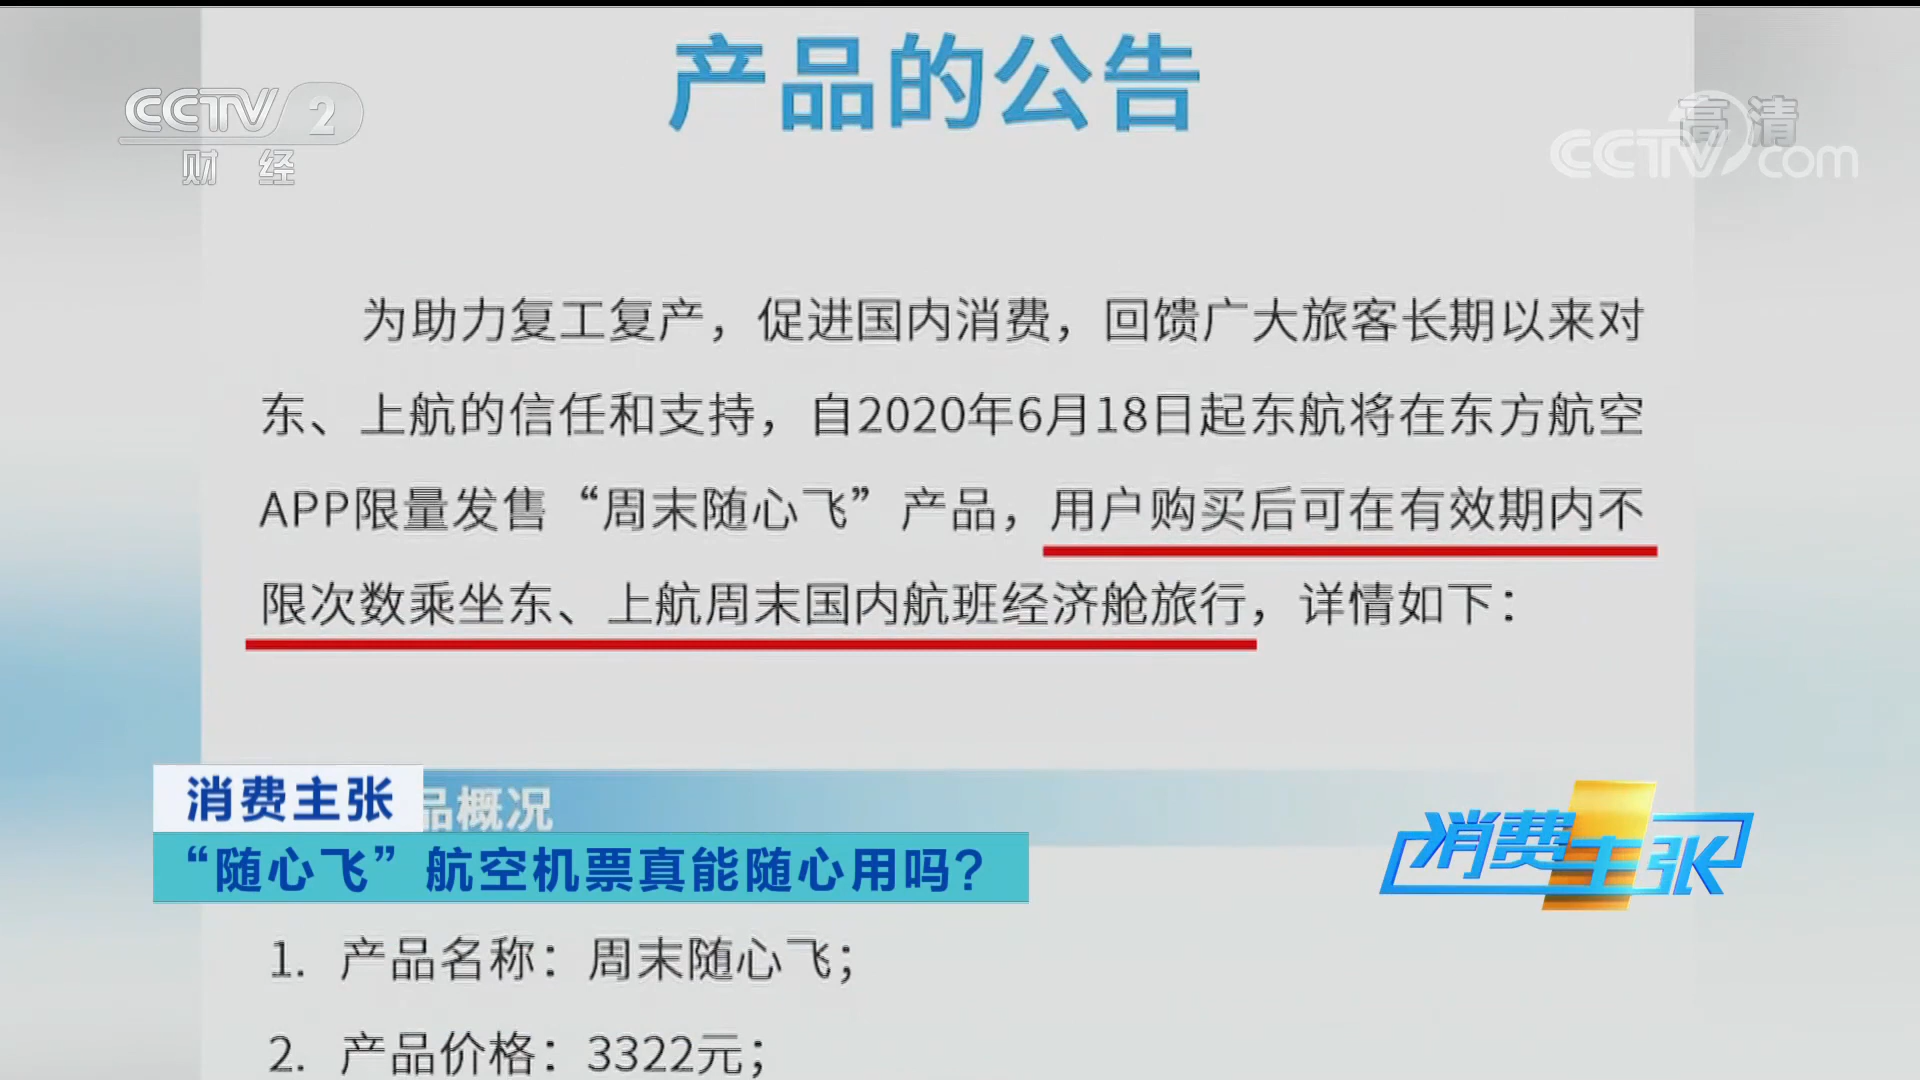 产品的公告
CCTV 2
财 经
高清
CCTV.com
为助力复工复产，促进国内消费，回馈广大旅客长期以来对
东、上航的信任和支持，自2020年6月18日起东航将在东方航空
APP限量发售“周末随心飞”产品，用户购买后可在有效期内不
限次数乘坐东、上航周末国内航班经济舱旅行，详情如下：
消费主张
品概况
“随心飞”航空机票真能随心用吗？
消费主张
1. 产品名称：周末随心飞；
2. 产品价格：3322元；